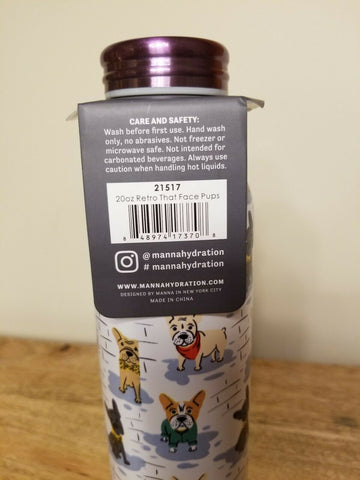 CARE AND SAFETY:
Wash before first use. Hand wash
only, no abrasives. Not freezer or
microwave safe. Not intended for
carbonated beverages. Always use
caution when handling hot liquids.
21517
20oz Retro That Face Pups
8 48974 17370 8
@mannahydration
# mannahydration
WWW.MANNAHYDRATION.COM
DESIGNED BY MANNA IN NEW YORK CITY
MADE IN CHINA